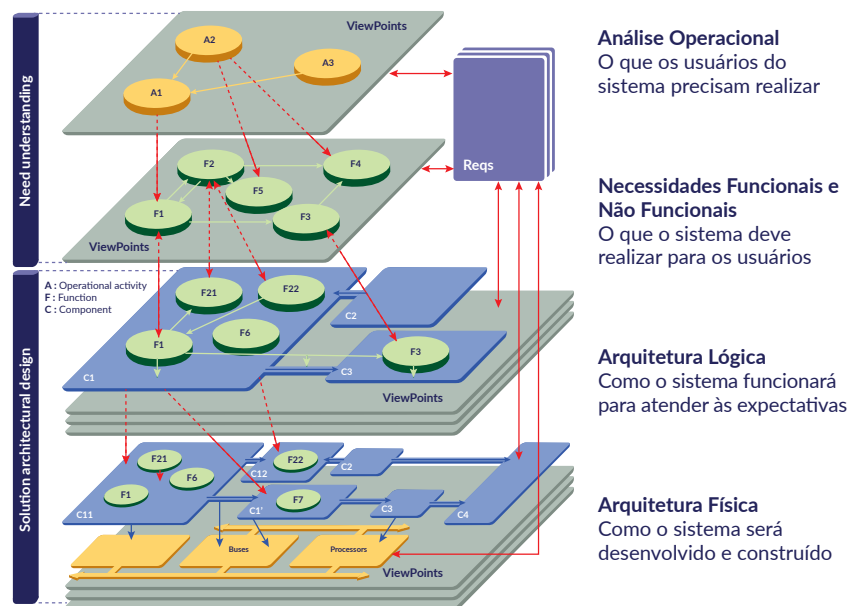 Need understanding
ViewPoints
A2
A3
A1
Reqs
F2
F4
F5
F1
F3
ViewPoints
Análise Operacional
O que os usuários do
sistema precisam realizar
Necessidades Funcionais e
Não Funcionais
O que o sistema deve
realizar para os usuários
Solution architectural design
A : Operational activity
F : Function
C : Component
F21
F22
F6
F1
F3
C2
C3
C1
ViewPoints
Arquitetura Lógica
Como o sistema funcionará
para atender às expectativas
F21
F6
F1
F22
F7
C12
C2
C11
C1'
C3
C4
Buses
Processors
ViewPoints
Arquitetura Física
Como o sistema será
desenvolvido e construído